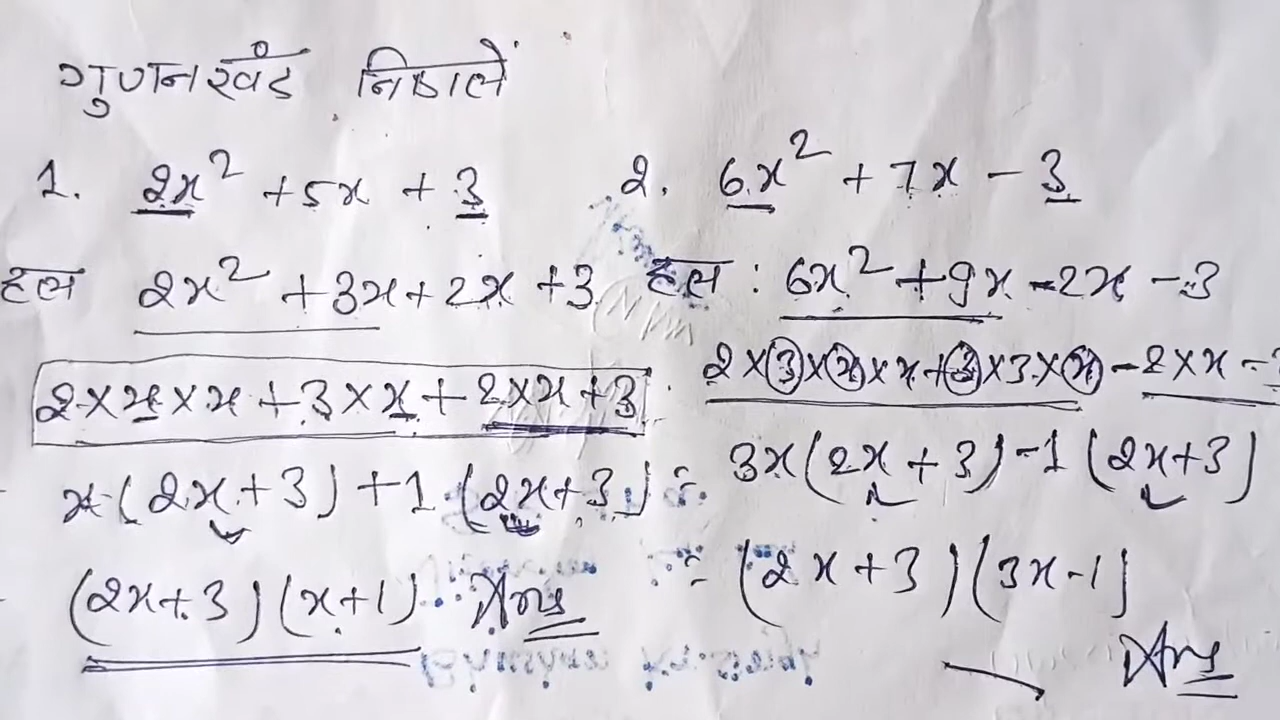 गुणनखंड निकालें
1. 2x² + 5x + 3
हल 2x² + 3x + 2x + 3
2 × x × x + 3 × x + 2 × x + 3
x (2x + 3) + 1 (2x + 3)
(2x + 3) (x + 1) Ans
2. 6x² + 7x - 3
हल : 6x² + 9x - 2x - 3
2 × 3 × x × x + 3 × 3 × x - 2 × x -
= 3x (2x + 3) - 1 (2x + 3)
= (2x + 3) (3x - 1)
Ans